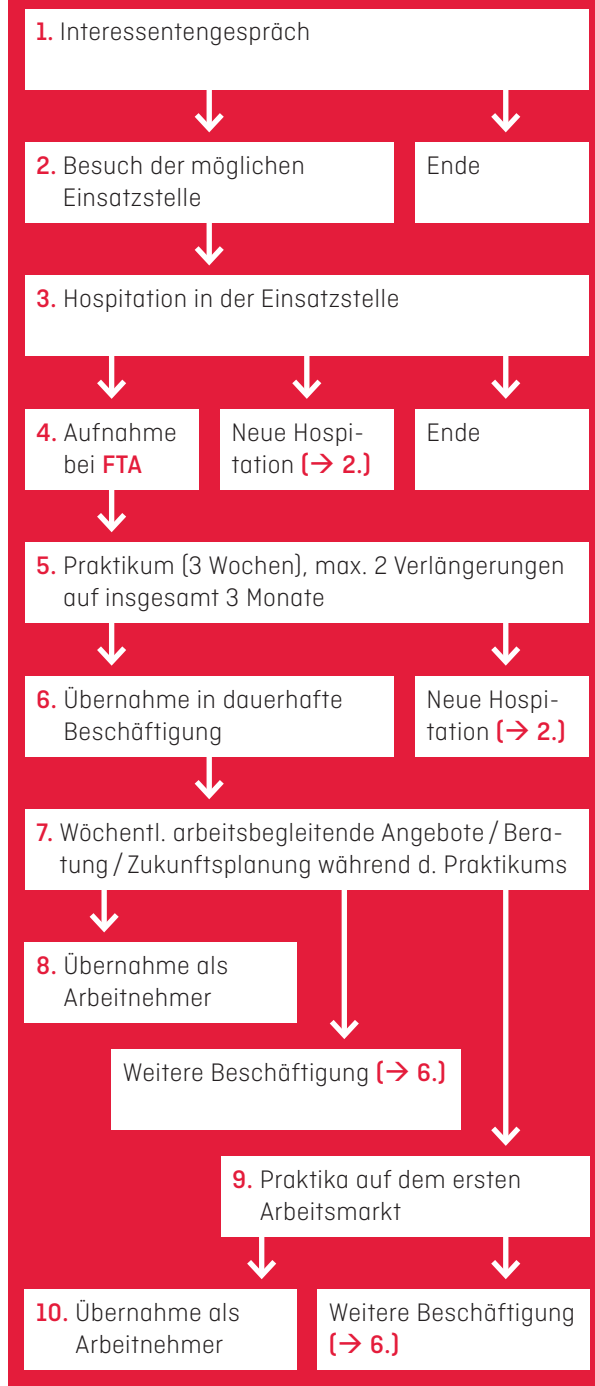 1. Interessentengespräch
2. Besuch der möglichen
Einsatzstelle
Ende
3. Hospitation in der Einsatzstelle
4. Aufnahme
bei FTA
Neue Hospi-
tation (→ 2.)
Ende
5. Praktikum (3 Wochen), max. 2 Verlängerungen
auf insgesamt 3 Monate
6. Übernahme in dauerhafte
Beschäftigung
Neue Hospi-
tation (→ 2.)
7. Wöchentl. arbeitsbegleitende Angebote / Bera-
tung / Zukunftsplanung während d. Praktikums
8. Übernahme als
Arbeitnehmer
Weitere Beschäftigung (→ 6.)
9. Praktika auf dem ersten
Arbeitsmarkt
10. Übernahme als
Arbeitnehmer
Weitere Beschäftigung
(→ 6.)